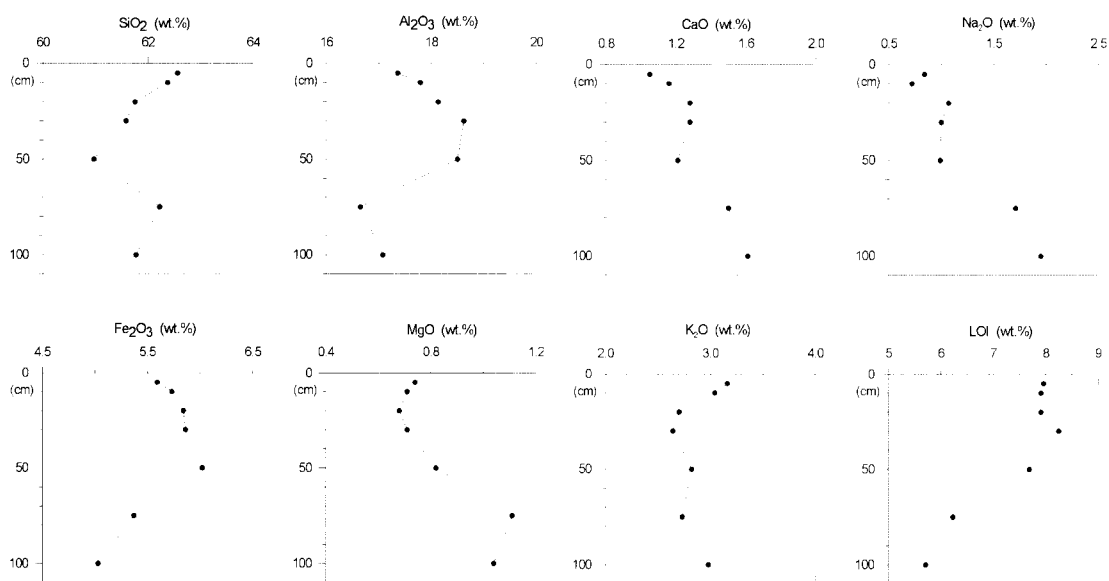 SiO₂ (wt.%)
60 62 64
0
(cm)
50
100
Al₂O₃ (wt.%)
16 18 20
0
(cm)
50
100
CaO (wt.%)
0.8 1.2 1.6 2.0
0
(cm)
50
100
Na₂O (wt.%)
0.5 1.5 2.5
0
(cm)
50
100
Fe₂O₃ (wt.%)
4.5 5.5 6.5
0
(cm)
50
100
MgO (wt.%)
0.4 0.8 1.2
0
(cm)
50
100
K₂O (wt.%)
2.0 3.0 4.0
0
(cm)
50
100
LOI (wt.%)
5 6 7 8 9
0
(cm)
50
100